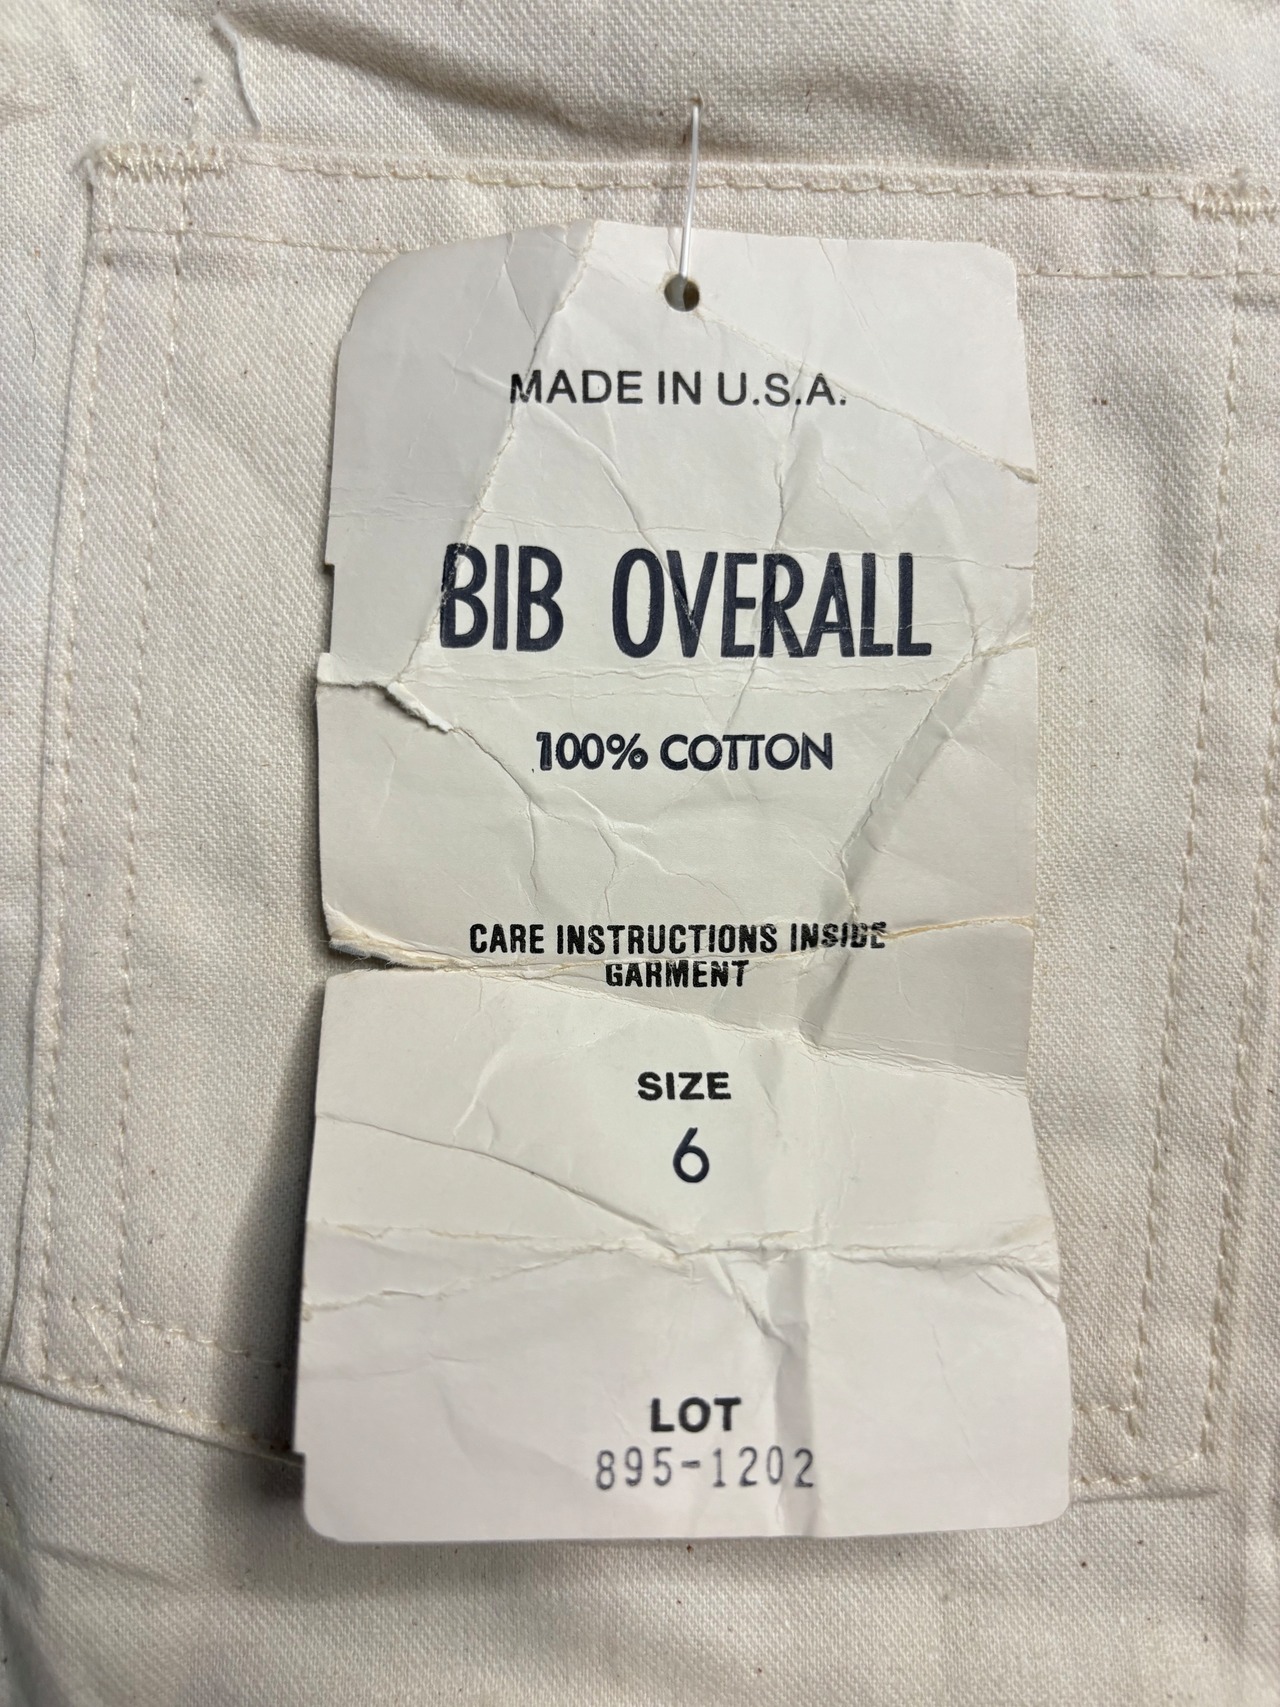 MADE IN U.S.A.
BIB OVERALL
100% COTTON
CARE INSTRUCTIONS INSIDE
GARMENT
SIZE
6
LOT
895-1202